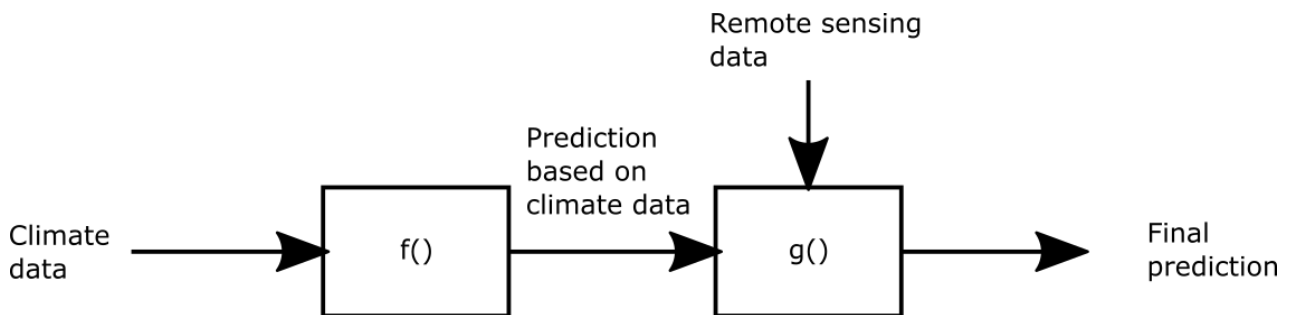 Remote sensing
data
Prediction
based on
climate data
Climate
data
f()
g()
Final
prediction